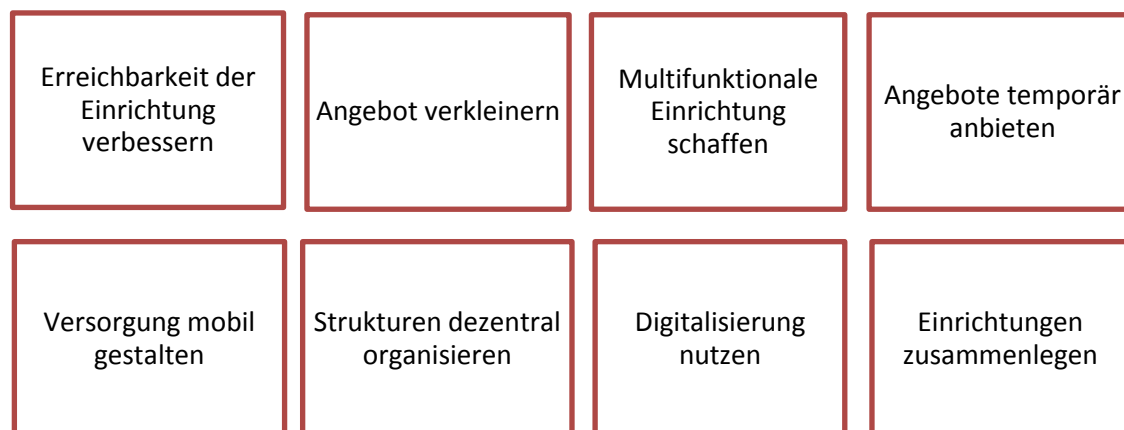 Erreichbarkeit der
Einrichtung
verbessern
Angebot verkleinern
Multifunktionale
Einrichtung
schaffen
Angebote temporär
anbieten
Versorgung mobil
gestalten
Strukturen dezentral
organisieren
Digitalisierung
nutzen
Einrichtungen
zusammenlegen